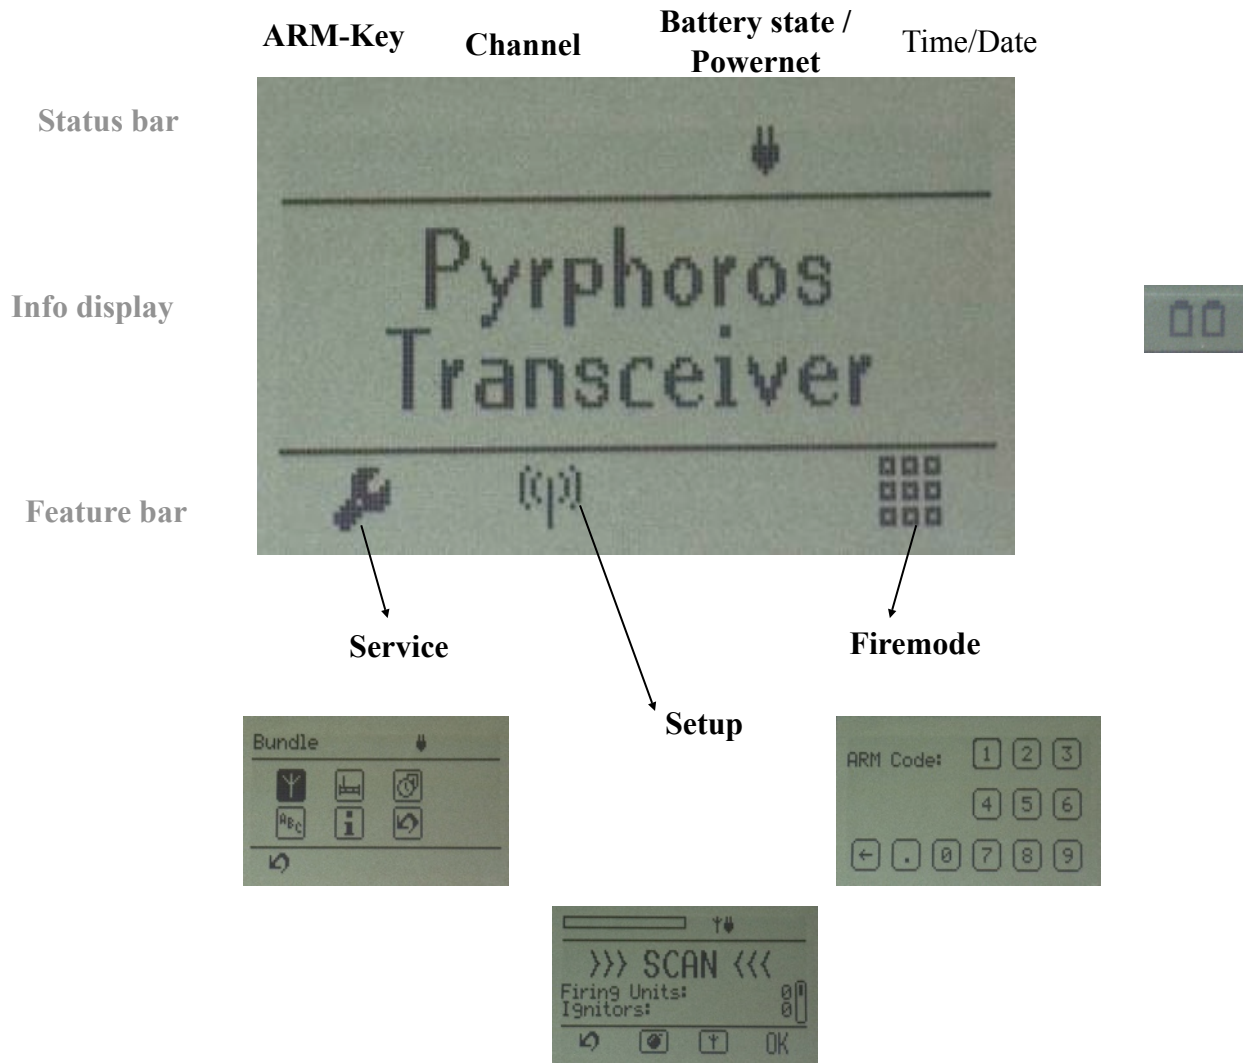 ARM-Key
Channel
Battery state /
Powernet
Time/Date
Status bar
Pyrphoros
Transceiver
Info display
Feature bar
Service
Firemode
Setup
Bundle
ABC
i
ARM Code:
1 2 3
4 5 6
← . 0 7 8 9
>>> SCAN <<<
Firing Units: 0
Ignitors: 0
OK